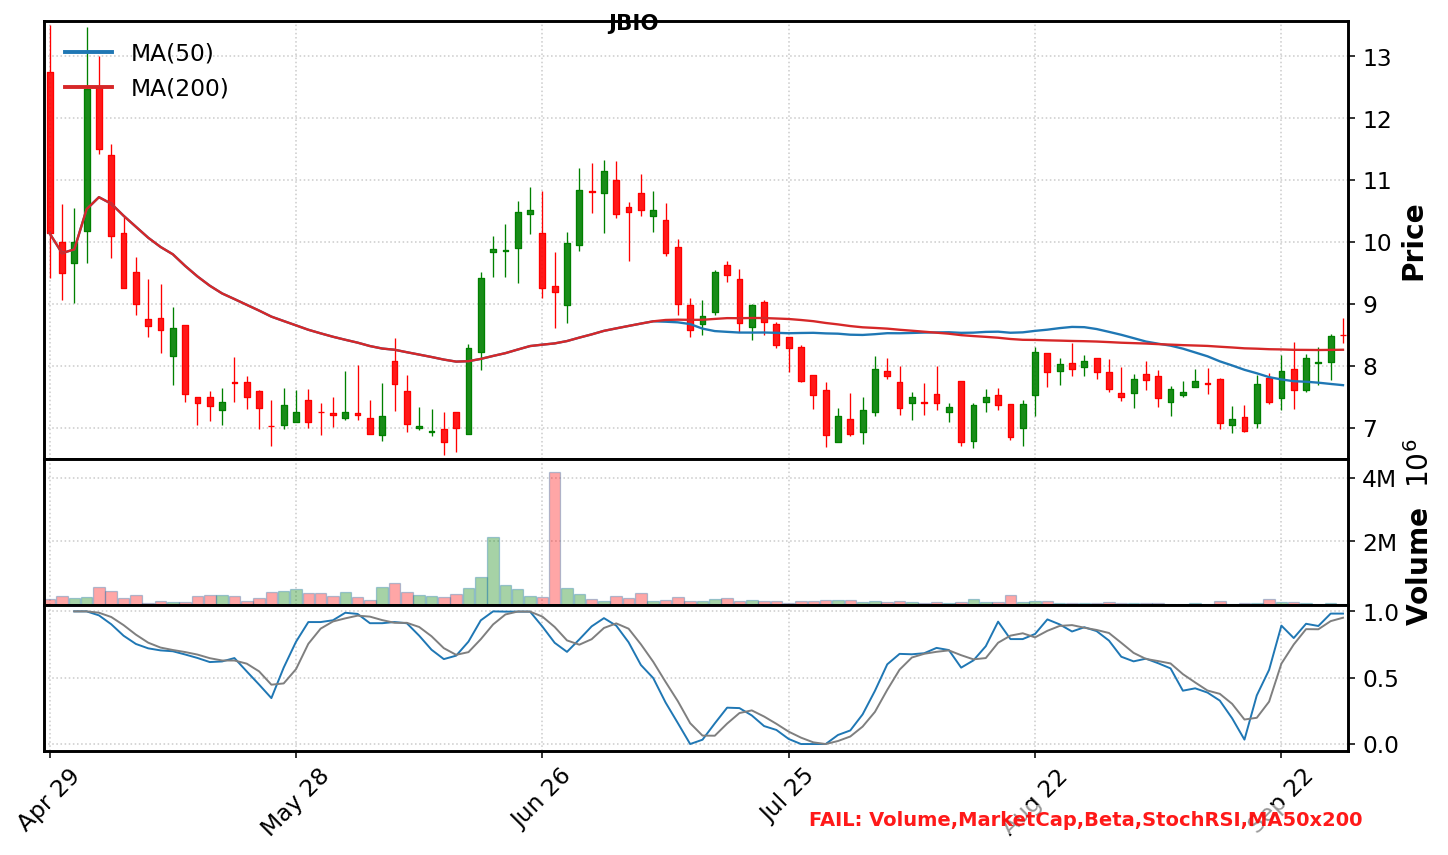 JBIO
MA(50)
MA(200)
13
12
11
10
9
8
7
Price
4M
2M
Volume 10^6
1.0
0.5
0.0
Apr 29
May 28
Jun 26
Jul 25
Aug 22
Sep 22
FAIL: Volume,MarketCap,Beta,StochRSI,MA50x200